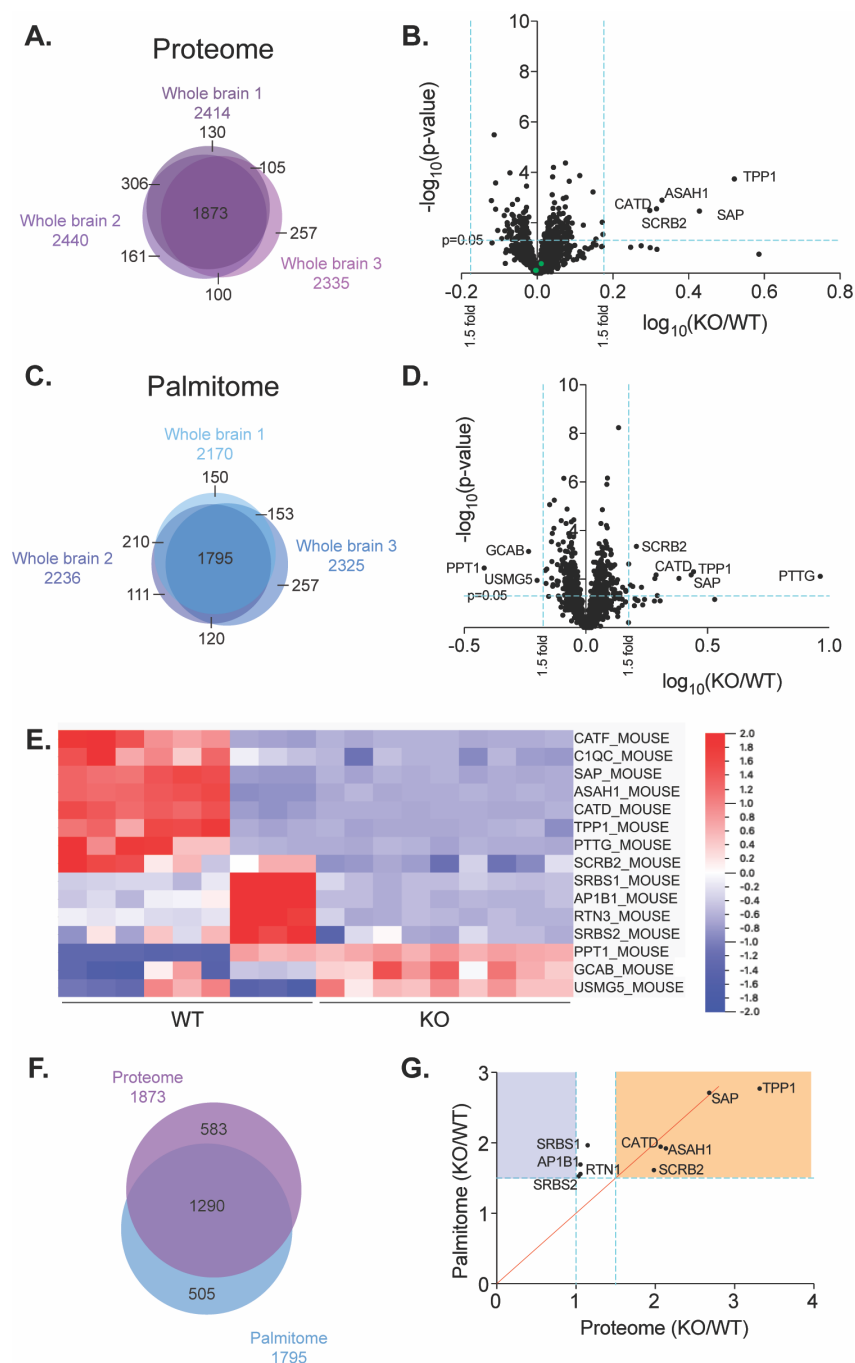 A.
Proteome
Whole brain 1
2414
130
105
306
1873
Whole brain 2
2440
257
161
Whole brain 3
2335
100
B.
10
8
6
4
2
0
-log10(p-value)
TPP1
ASAH1
CATD
SCRB2
SAP
p=0.05
-0.2
0.0
0.2
0.4
0.6
0.8
1.5 fold
1.5 fold
log10(KO/WT)
C.
Palmitome
Whole brain 1
2170
150
153
210
1795
Whole brain 2
2236
Whole brain 3
2325
257
111
120
D.
10
8
6
4
2
0
-log10(p-value)
GCAB
SCRB2
PPT1
USMG5
CATD
TPP1
SAP
PTTG
p=0.05
-0.5
0.0
0.5
1.0
1.5 fold
1.5 fold
log10(KO/WT)
E.
CATF_MOUSE
C1QC_MOUSE
SAP_MOUSE
ASAH1_MOUSE
CATD_MOUSE
TPP1_MOUSE
PTTG_MOUSE
SCRB2_MOUSE
SRBS1_MOUSE
AP1B1_MOUSE
RTN3_MOUSE
SRBS2_MOUSE
PPT1_MOUSE
GCAB_MOUSE
USMG5_MOUSE
WT
KO
2.0
1.8
1.6
1.4
1.2
1.0
0.8
0.6
0.4
0.2
0.0
-0.2
-0.4
-0.6
-0.8
-1.0
-1.2
-1.4
-1.6
-1.8
-2.0
F.
Proteome
1873
583
1290
505
Palmitome
1795
G.
3
2
1
0
Palmitome (KO/WT)
TPP1
SAP
SRBS1
CATD
ASAH1
AP1B1
RTN1
SCRB2
SRBS2
0
1
2
3
4
Proteome (KO/WT)